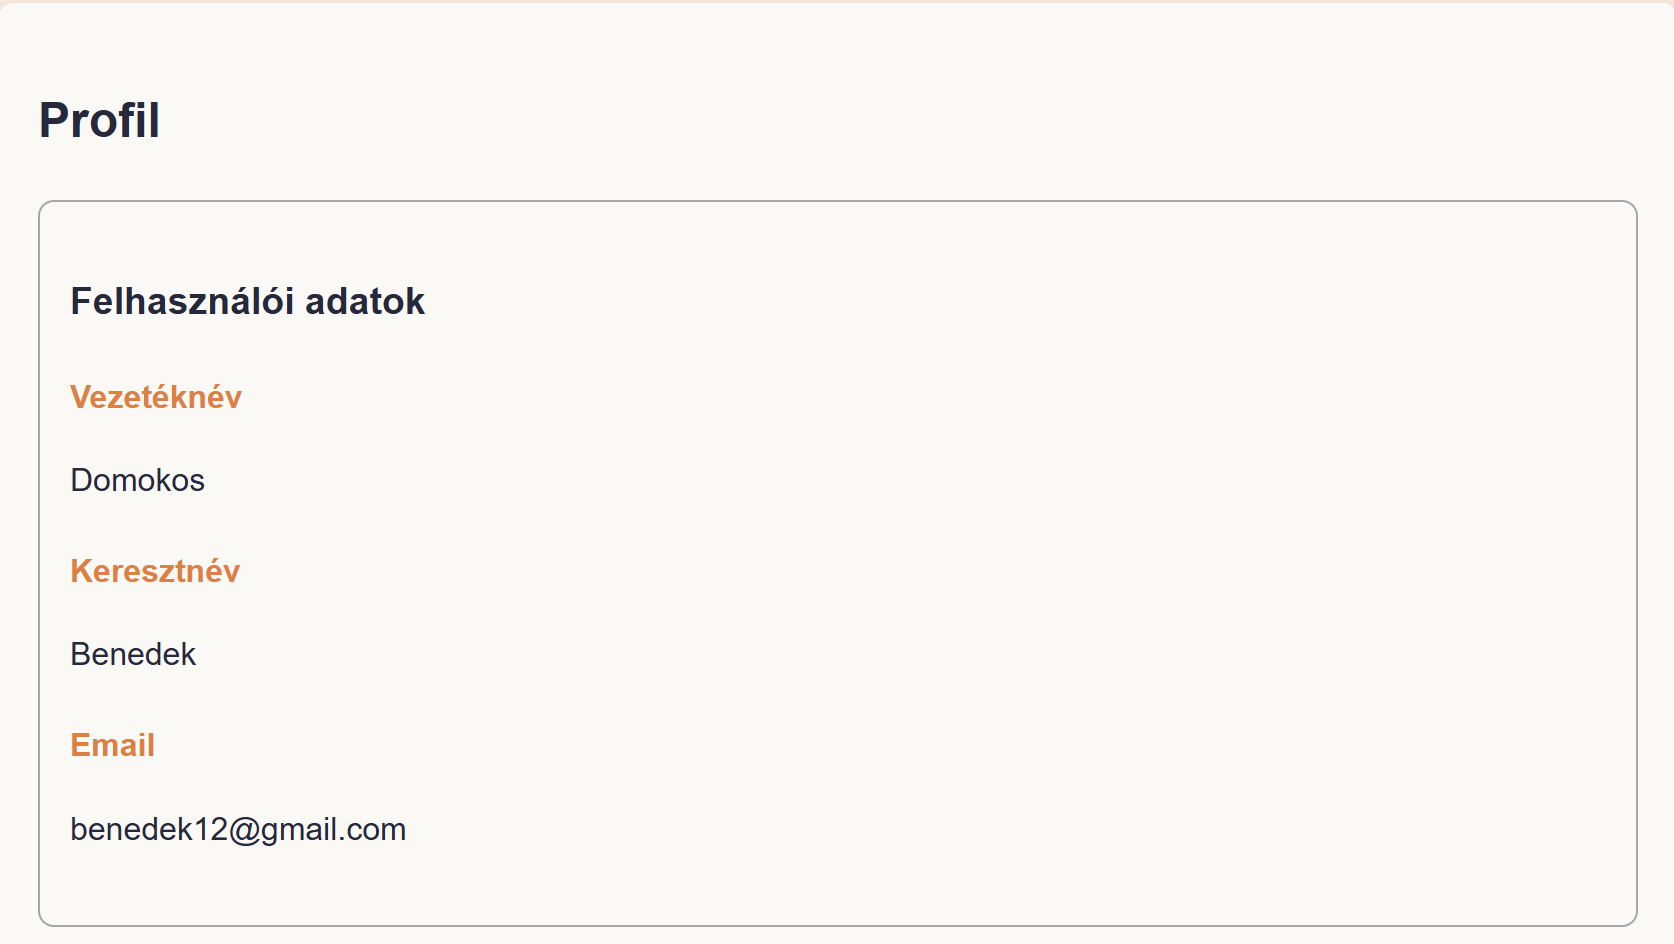 Profil
Felhasználói adatok
Vezetéknév
Domokos
Keresztnév
Benedek
Email
benedek12@gmail.com